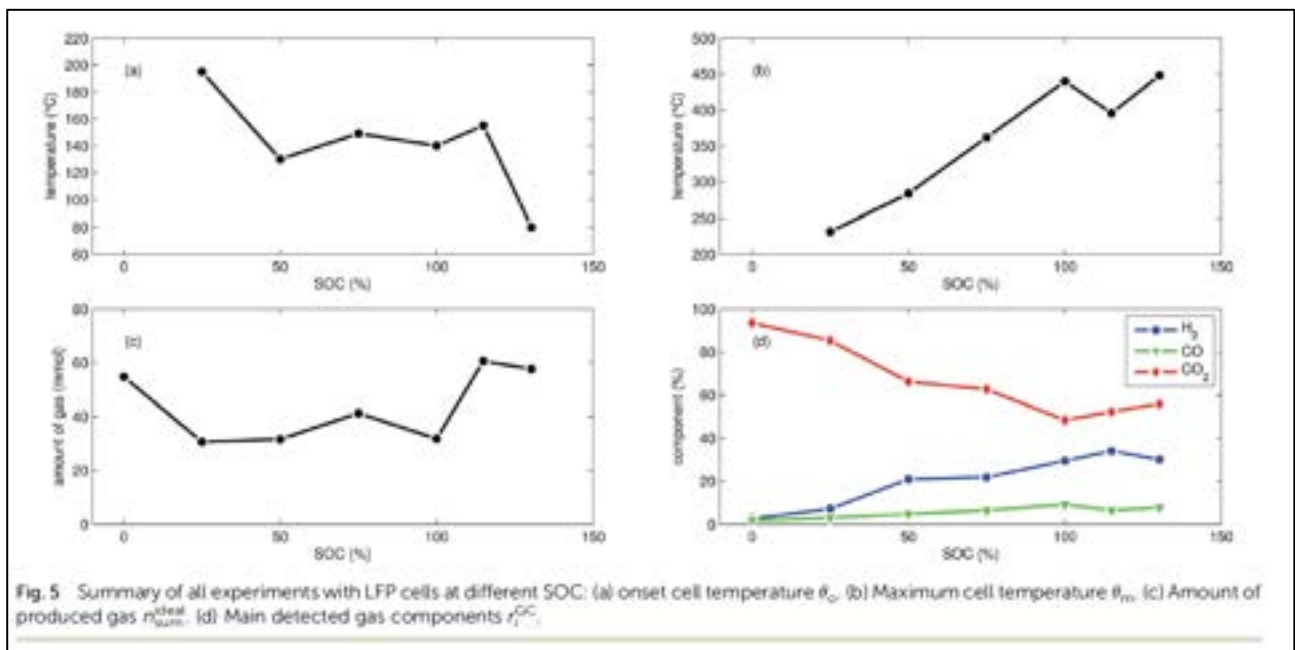 220
200
180
160
140
120
100
80
60
temperature (°C)
(a)
0 50 100 150
SOC (%)
500
450
400
350
300
250
200
temperature (°C)
(b)
0 50 100 150
SOC (%)
80
60
40
20
0
amount of gas (mmol)
(c)
0 50 100 150
SOC (%)
100
80
60
40
20
0
component (%)
(d)
H₂
CO
CO₂
0 50 100 150
SOC (%)
Fig. 5 Summary of all experiments with LFP cells at different SOC: (a) onset cell temperature θₒ. (b) Maximum cell temperature θₘ. (c) Amount of
produced gas n^ideal_sum. (d) Main detected gas components r_i^GC.